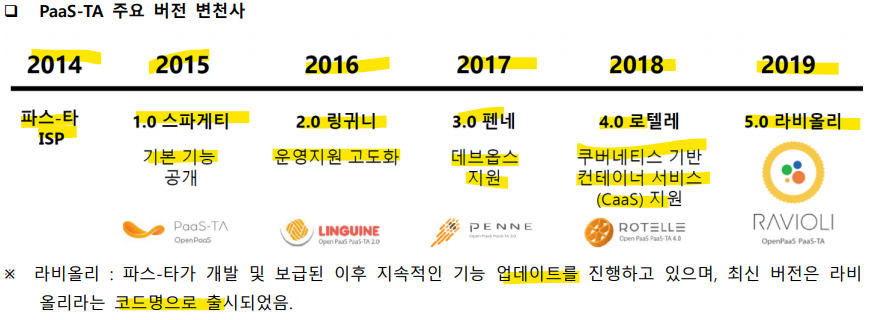 ❏ PaaS-TA 주요 버전 변천사
2014 2015 2016 2017 2018 2019
파스-타 ISP
1.0 스파게티
기본 기능
공개
PaaS-TA
OpenPaaS
2.0 링귀니
운영지원 고도화
LINGUINE
Open PaaS PaaS-TA 2.0
3.0 펜네
데브옵스
지원
PENNE
Open PaaS PaaS-TA 3.0
4.0 로텔레
쿠버네티스 기반
컨테이너 서비스
(CaaS) 지원
ROTELLE
Open PaaS PaaS-TA 4.0
5.0 라비올리
RAVIOLI
OpenPaaS PaaS-TA
※ 라비올리 : 파스-타가 개발 및 보급된 이후 지속적인 기능 업데이트를 진행하고 있으며, 최신 버전은 라비
올리라는 코드명으로 출시되었음.